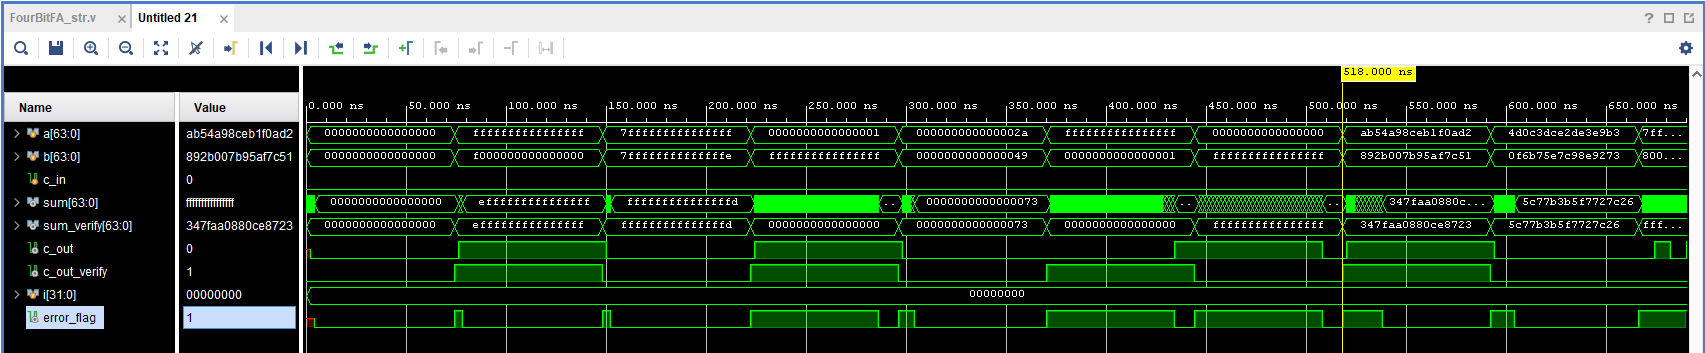 FourBitFA_str.v × Untitled 21 × ?
518.000 ns
Name Value
0.000 ns 50.000 ns 100.000 ns 150.000 ns 200.000 ns 250.000 ns 300.000 ns 350.000 ns 400.000 ns 450.000 ns 500.000 ns 550.000 ns 600.000 ns 650.000 ns
a[63:0] ab54a98ceb1f0ad2 0000000000000000 ffffffffffffffff 7fffffffffffffff 0000000000000001 000000000000002a ffffffffffffffff 0000000000000000 ab54a98ceb1f0ad2 4d0c3dce2de3e9b3 7ff...
b[63:0] 892b007b95af7c51 0000000000000000 f000000000000000 7ffffffffffffffe ffffffffffffffff 0000000000000049 0000000000000001 ffffffffffffffff 892b007b95af7c51 0f6b75e7c98e9273 800...
c_in 0
sum[63:0] ffffffffffffffff 0000000000000000 efffffffffffffff fffffffffffffffd .. 0000000000000073 .. .. 347faa0880c... 5c77b3b5f7727c26
sum_verify[63:0] 347faa0880ce8723 0000000000000000 efffffffffffffff fffffffffffffffd 0000000000000000 0000000000000073 0000000000000000 ffffffffffffffff 347faa0880ce8723 5c77b3b5f7727c26 fff...
c_out 0
c_out_verify 1
i[31:0] 00000000 00000000
error_flag 1